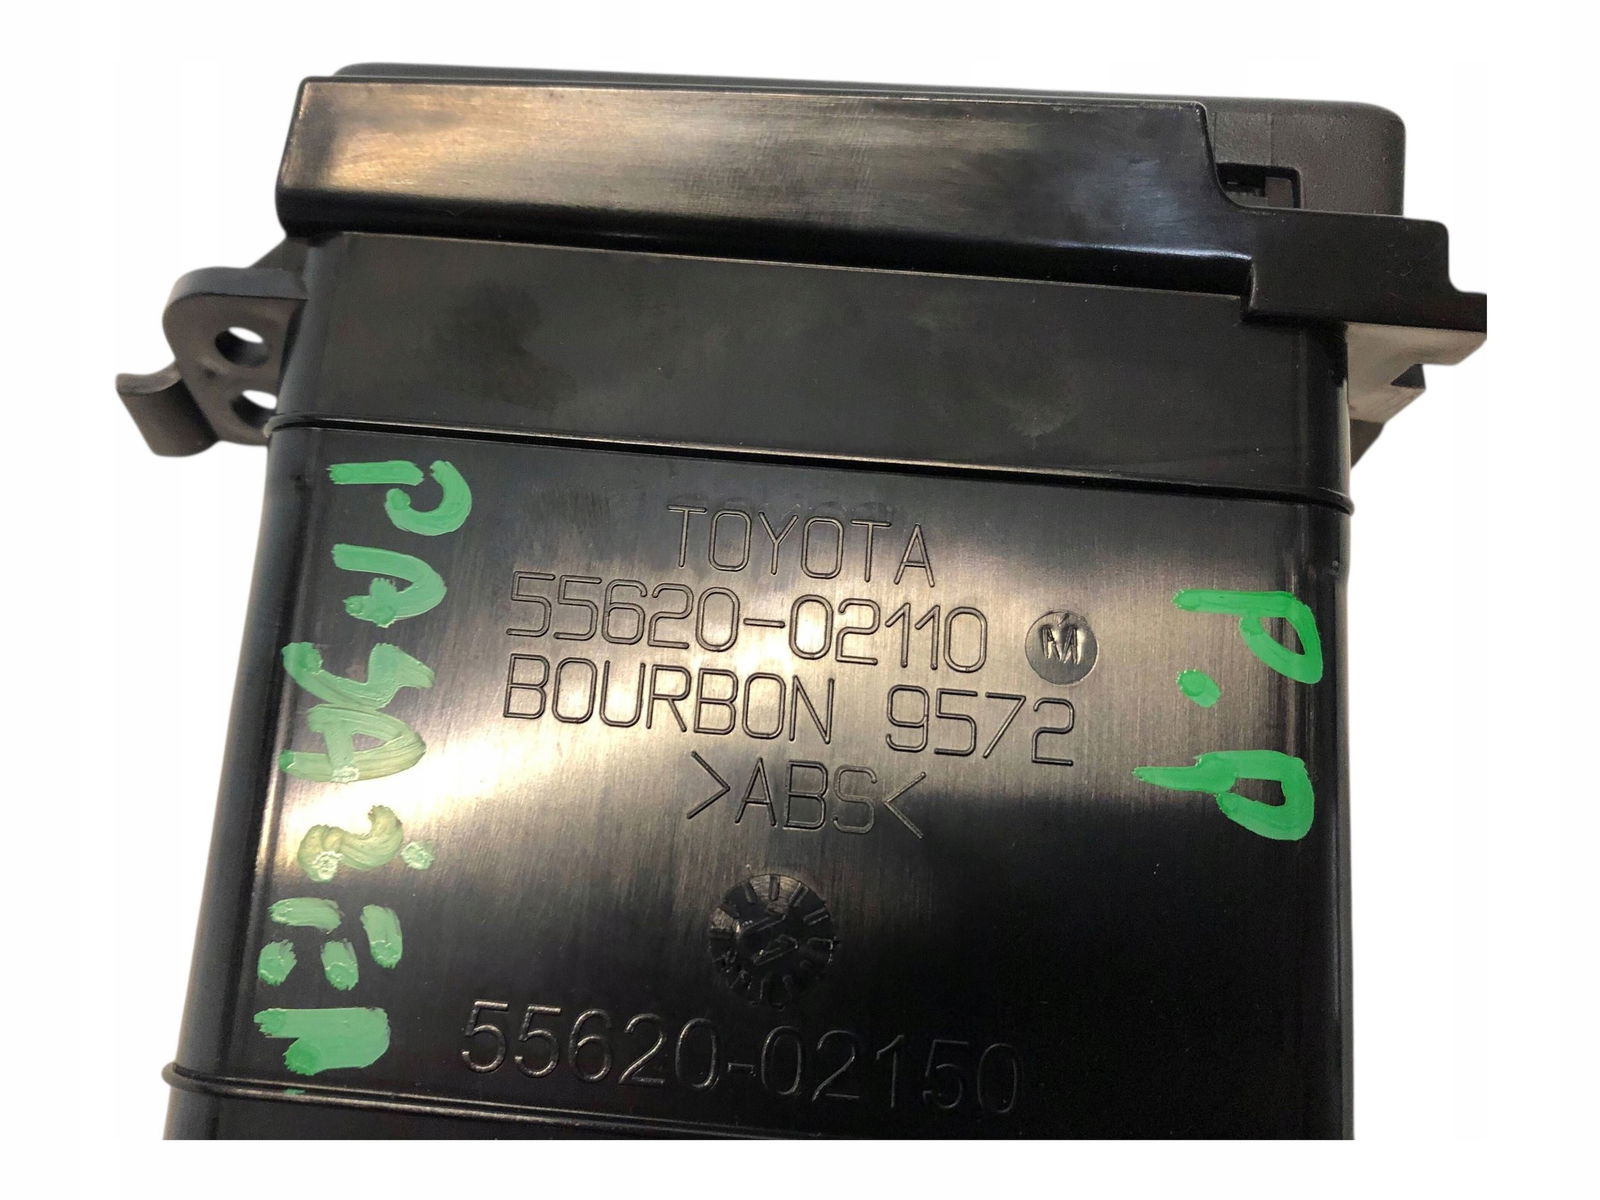 TOYOTA
55620-02110 M
BOURBON 9572
>ABS<
55620-02150
P.P